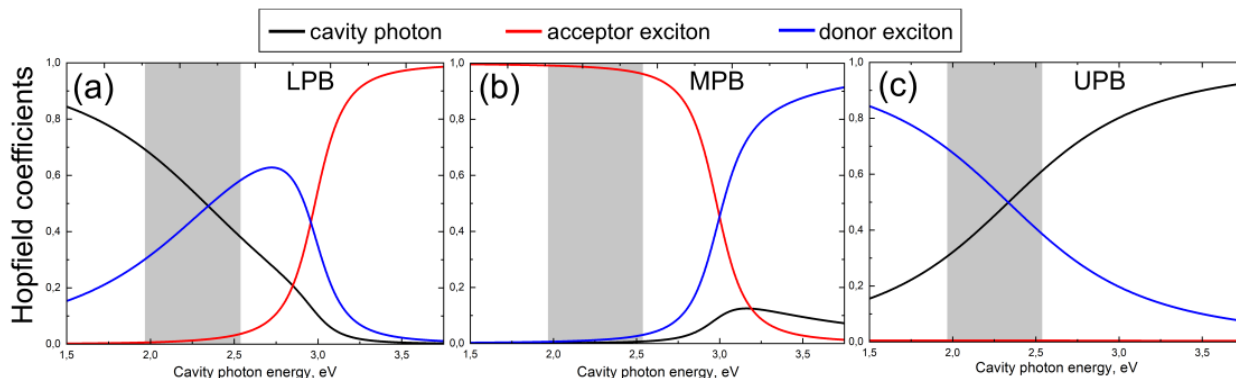 cavity photon acceptor exciton donor exciton
Hopfield coefficients
(a) LPB
1,0
0,8
0,6
0,4
0,2
0,0
1,5 2,0 2,5 3,0 3,5
Cavity photon energy, eV
(b) MPB
1,0
0,8
0,6
0,4
0,2
0,0
1,5 2,0 2,5 3,0 3,5
Cavity photon energy, eV
(c) UPB
1,0
0,8
0,6
0,4
0,2
0,0
1,5 2,0 2,5 3,0 3,5
Cavity photon energy, eV